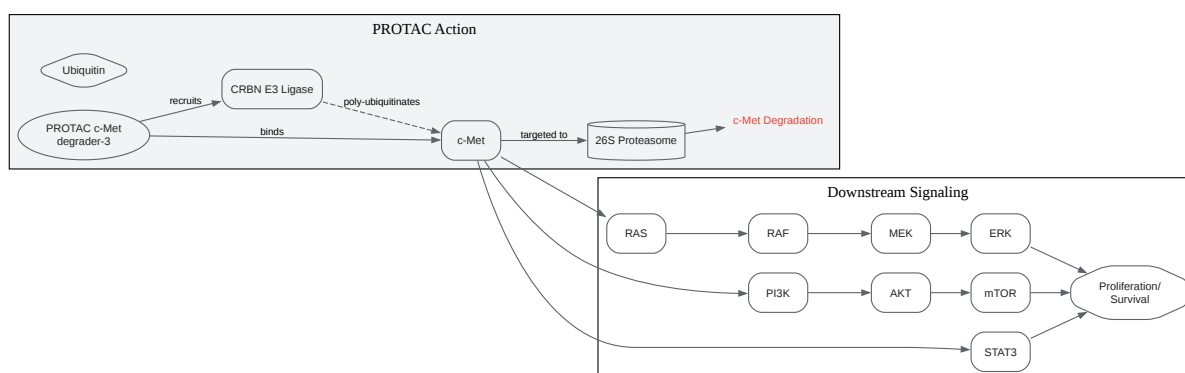 PROTAC Action
Ubiquitin
CRBN E3 Ligase
recruits
poly-ubiquitinates
PROTAC c-Met
degrader-3
binds
c-Met
targeted to
26S Proteasome
c-Met Degradation
Downstream Signaling
RAS
RAF
MEK
ERK
PI3K
AKT
mTOR
Proliferation/
Survival
STAT3